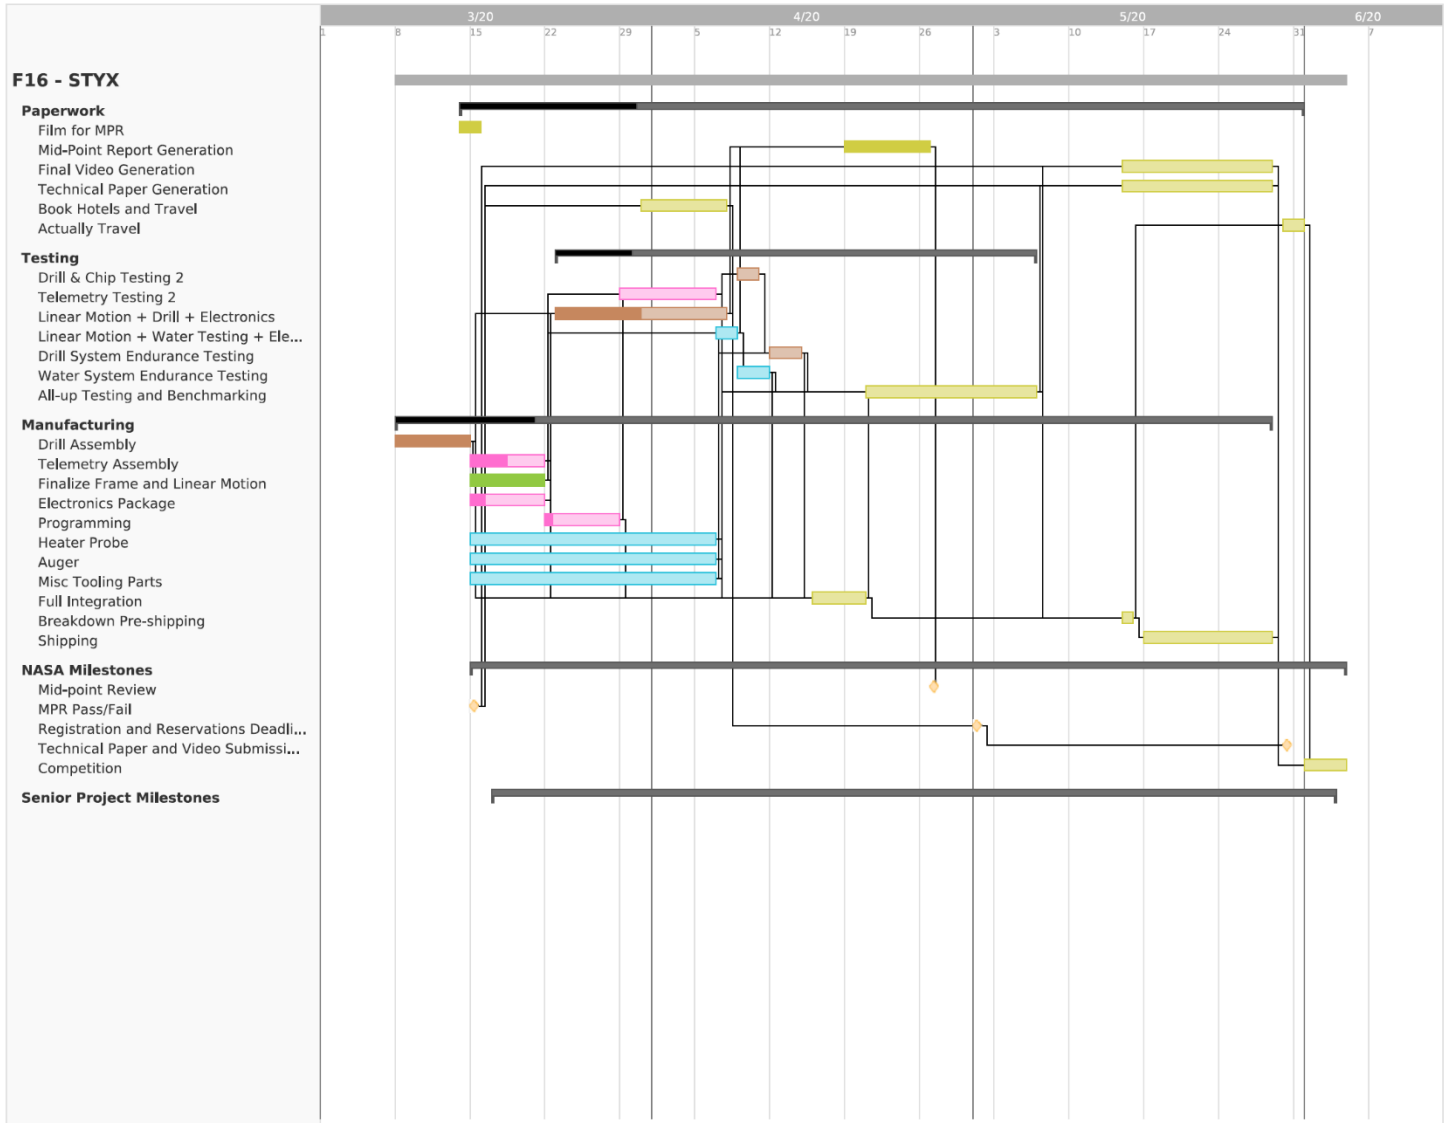 3/20 4/20 5/20 6/20
1 8 15 22 29 5 12 19 26 3 10 17 24 31 7
F16 - STYX
Paperwork
Film for MPR
Mid-Point Report Generation
Final Video Generation
Technical Paper Generation
Book Hotels and Travel
Actually Travel
Testing
Drill & Chip Testing 2
Telemetry Testing 2
Linear Motion + Drill + Electronics
Linear Motion + Water Testing + Ele...
Drill System Endurance Testing
Water System Endurance Testing
All-up Testing and Benchmarking
Manufacturing
Drill Assembly
Telemetry Assembly
Finalize Frame and Linear Motion
Electronics Package
Programming
Heater Probe
Auger
Misc Tooling Parts
Full Integration
Breakdown Pre-shipping
Shipping
NASA Milestones
Mid-point Review
MPR Pass/Fail
Registration and Reservations Deadli...
Technical Paper and Video Submissi...
Competition
Senior Project Milestones